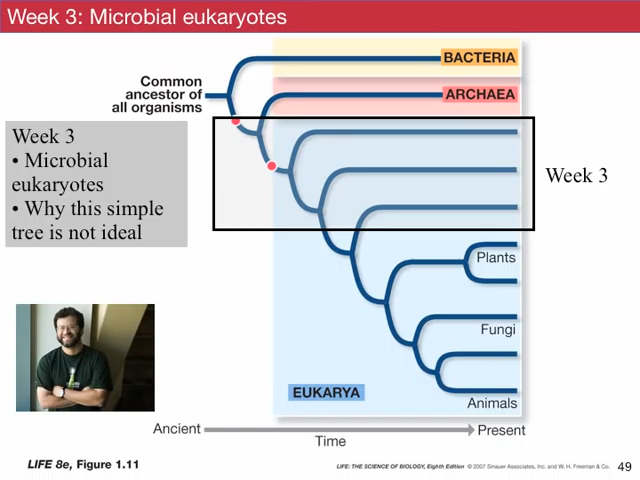 Week 3: Microbial eukaryotes
BACTERIA
Common
ancestor of
all organisms
ARCHAEA
Week 3
• Microbial
eukaryotes
• Why this simple
tree is not ideal
Week 3
Plants
Fungi
EUKARYA
Animals
Ancient
Present
Time
LIFE 8e, Figure 1.11
LIFE: THE SCIENCE OF BIOLOGY, Eighth Edition © 2007 Sinauer Associates, Inc. and W. H. Freeman & Co.
49